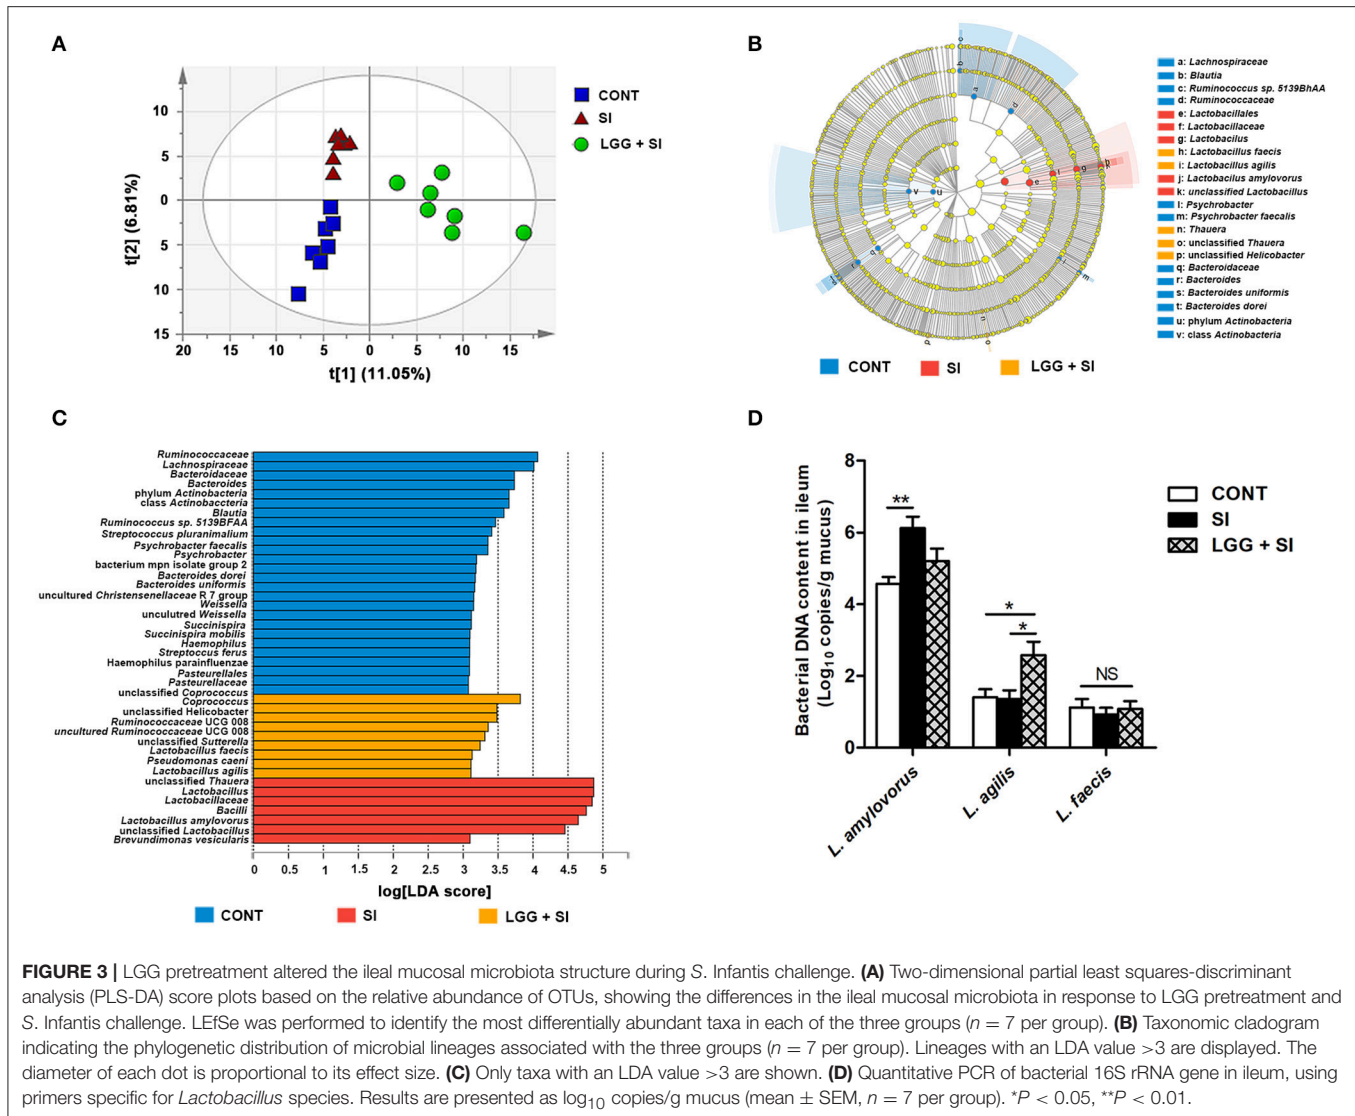 A
10
5
0
5
10
15
20
15
10
5
0
5
10
15
t[2] (6.81%)
t[1] (11.05%)
CONT
SI
LGG + SI
B
a: Lachnospiraceae
b: Blautia
c: Ruminococcus sp. 5139BhAA
d: Ruminococcaceae
e: Lactobacillales
f: Lactobacillaceae
g: Lactobacilus
h: Lactobacillus faecis
i: Lactobacillus agilis
j: Lactobacilus amylovorus
k: unclassified Lactobacillus
l: Psychrobacter
m: Psychrobacter faecalis
n: Thauera
o: unclassified Thauera
p: unclassified Helicobacter
q: Bacteroidaceae
r: Bacteroides
s: Bacteroides uniformis
t: Bacteroides dorei
u: phylum Actinobacteria
v: class Actinobacteria
c
b
a
d
e
f
g
k
v
u
q
m
n
o
p
CONT
SI
LGG + SI
C
Ruminococcaceae
Lachnospiraceae
Bacteroidaceae
Bacteroides
phylum Actinobacteria
class Actinobaccteria
Blautia
Ruminococcus sp. 5139BFAA
Streptococcus pluranimalium
Psychrobacter faecalis
Psychrobacter
bacterium mpn isolate group 2
Bacteroides dorei
Bacteroides uniformis
uncultured Christensenellaceae R 7 group
Weissella
unculutred Weissella
Succinispira
Succinispira mobilis
Haemophilus
Streptoccus ferus
Haemophilus parainfluenzae
Pasteurellales
Pasteurellaceae
unclassified Coprococcus
Coprococcus
unclassified Helicobacter
Ruminococcaceae UCG 008
uncultured Ruminococcaceae UCG 008
unclassified Sutterella
Lactobacillus faecis
Pseudomonas caeni
Lactobacillus agilis
unclassified Thauera
Lactobacillus
Lactobacillaceae
Bacilli
Lactobacillus amylovorus
unclassified Lactobacillus
Brevundimonas vesicularis
0 0.5 1 1.5 2 2.5 3 3.5 4 4.5 5
log[LDA score]
CONT
SI
LGG + SI
D
Bacterial DNA content in ileum
(Log10 copies/g mucus)
8
6
4
2
0
**
*
*
NS
CONT
SI
LGG + SI
L. amylovorus
L. agilis
L. faecis
FIGURE 3 | LGG pretreatment altered the ileal mucosal microbiota structure during S. Infantis challenge. (A) Two-dimensional partial least squares-discriminant
analysis (PLS-DA) score plots based on the relative abundance of OTUs, showing the differences in the ileal mucosal microbiota in response to LGG pretreatment and
S. Infantis challenge. LEfSe was performed to identify the most differentially abundant taxa in each of the three groups (n = 7 per group). (B) Taxonomic cladogram
indicating the phylogenetic distribution of microbial lineages associated with the three groups (n = 7 per group). Lineages with an LDA value >3 are displayed. The
diameter of each dot is proportional to its effect size. (C) Only taxa with an LDA value >3 are shown. (D) Quantitative PCR of bacterial 16S rRNA gene in ileum, using
primers specific for Lactobacillus species. Results are presented as log10 copies/g mucus (mean ± SEM, n = 7 per group). *P < 0.05, **P < 0.01.